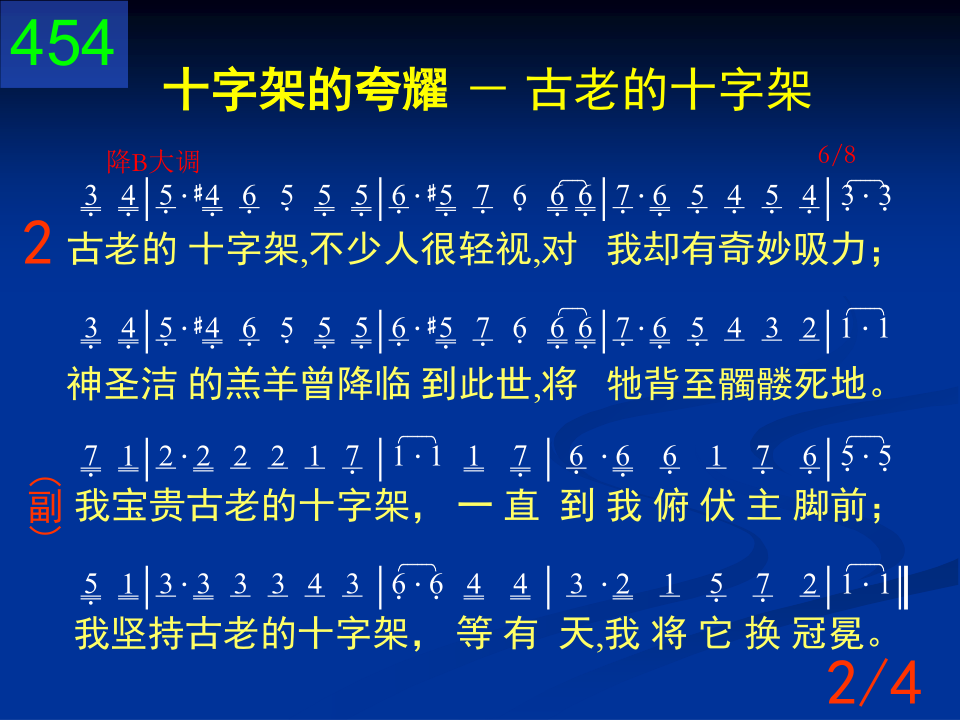 454
十字架的夸耀 － 古老的十字架
降B大调
6/8
3 4|5·#4 6 5 5 5|6·#5 7 6 6 6|7·6 5 4 5 4|3·3
2
古老的 十字架,不少人很轻视,对 我却有奇妙吸力；
3 4|5·#4 6 5 5 5|6·#5 7 6 6 6|7·6 5 4 3 2|1·1
神圣洁 的羔羊曾降临 到此世,将 牠背至髑髅死地。
7 1|2·2 2 2 1 7|1·1 1 7|6·6 6 1 7 6|5·5
（副）
我宝贵古老的十字架， 一 直 到 我 俯 伏 主 脚前；
5 1|3·3 3 3 4 3|6·6 4 4|3·2 1 5 7 2|1·1‖
我坚持古老的十字架， 等 有 天,我 将 它 换 冠冕。
2/4